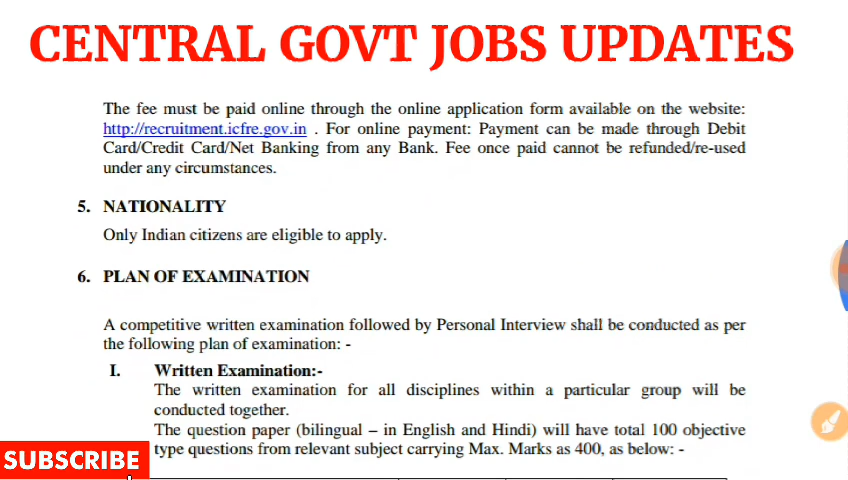 CENTRAL GOVT JOBS UPDATES
The fee must be paid online through the online application form available on the website:
http://recruitment.icfre.gov.in . For online payment: Payment can be made through Debit
Card/Credit Card/Net Banking from any Bank. Fee once paid cannot be refunded/re-used
under any circumstances.
5. NATIONALITY
Only Indian citizens are eligible to apply.
6. PLAN OF EXAMINATION
A competitive written examination followed by Personal Interview shall be conducted as per
the following plan of examination: -
I. Written Examination:-
The written examination for all disciplines within a particular group will be
conducted together.
The question paper (bilingual – in English and Hindi) will have total 100 objective
type questions from relevant subject carrying Max. Marks as 400, as below: -
SUBSCRIBE